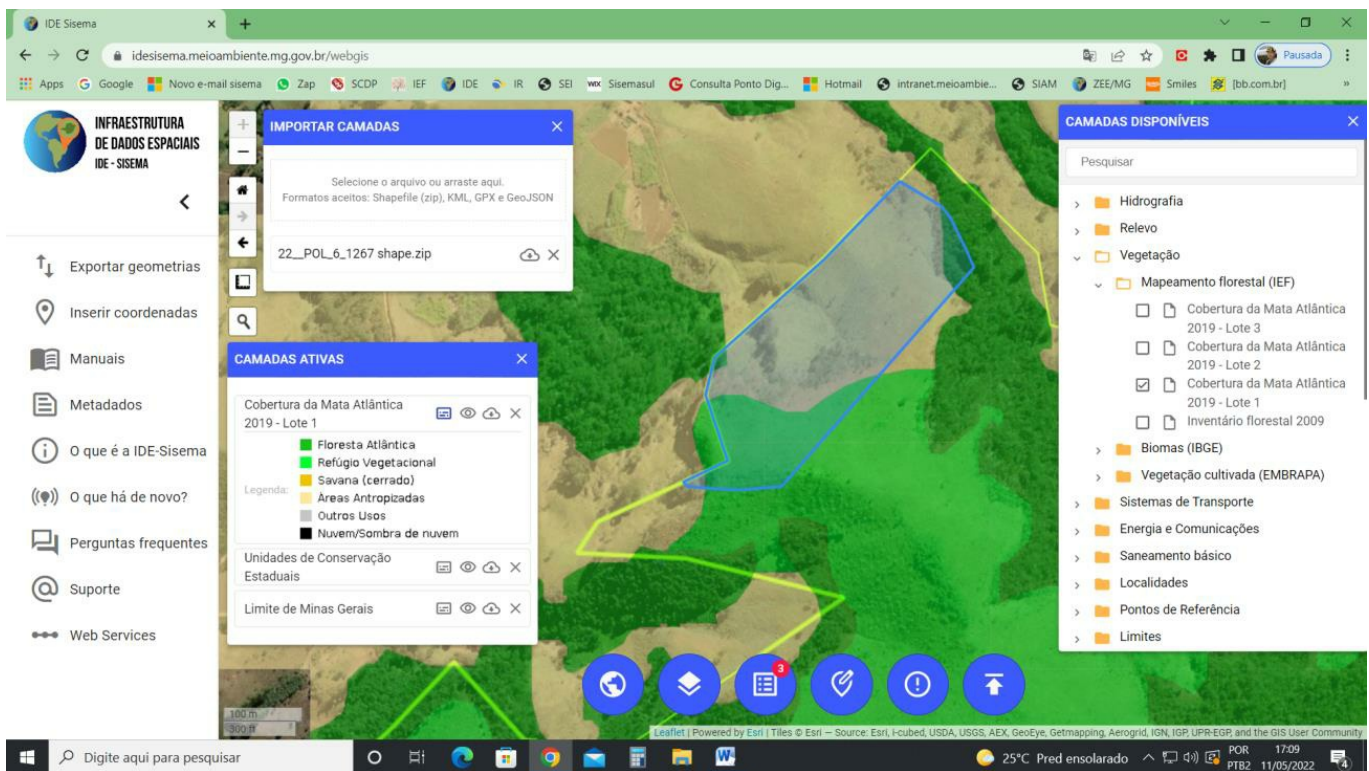 IDE Sisema
idesisema.meioambiente.mg.gov.br/webgis
Pausada
Apps Google Novo e-mail sisema Zap SCDP IEF IDE IR SEI WIX Sisemasul Consulta Ponto Dig... Hotmail intranet.meioambie... SIAM ZEE/MG Smiles [bb.com.br] »
INFRAESTRUTURA
DE DADOS ESPACIAIS
IDE - SISEMA
Exportar geometrias
Inserir coordenadas
Manuais
Metadados
O que é a IDE-Sisema
O que há de novo?
Perguntas frequentes
Suporte
Web Services
IMPORTAR CAMADAS
Selecione o arquivo ou arraste aqui.
Formatos aceitos: Shapefile (zip), KML, GPX e GeoJSON
22__POL_6_1267 shape.zip
CAMADAS ATIVAS
Cobertura da Mata Atlântica
2019 - Lote 1
Legenda:
Floresta Atlântica
Refúgio Vegetacional
Savana (cerrado)
Áreas Antropizadas
Outros Usos
Nuvem/Sombra de nuvem
Unidades de Conservação
Estaduais
Limite de Minas Gerais
100 m
300 ft
3
CAMADAS DISPONÍVEIS
Pesquisar
Hidrografia
Relevo
Vegetação
Mapeamento florestal (IEF)
Cobertura da Mata Atlântica
2019 - Lote 3
Cobertura da Mata Atlântica
2019 - Lote 2
Cobertura da Mata Atlântica
2019 - Lote 1
Inventário florestal 2009
Biomas (IBGE)
Vegetação cultivada (EMBRAPA)
Sistemas de Transporte
Energia e Comunicações
Saneamento básico
Localidades
Pontos de Referência
Limites
Leaflet | Powered by Esri | Tiles © Esri — Source: Esri, i-cubed, USDA, USGS, AEX, GeoEye, Getmapping, Aerogrid, IGN, IGP, UPR-EGP, and the GIS User Community
Digite aqui para pesquisar
25°C Pred ensolarado
POR
PTB2
17:09
11/05/2022
4